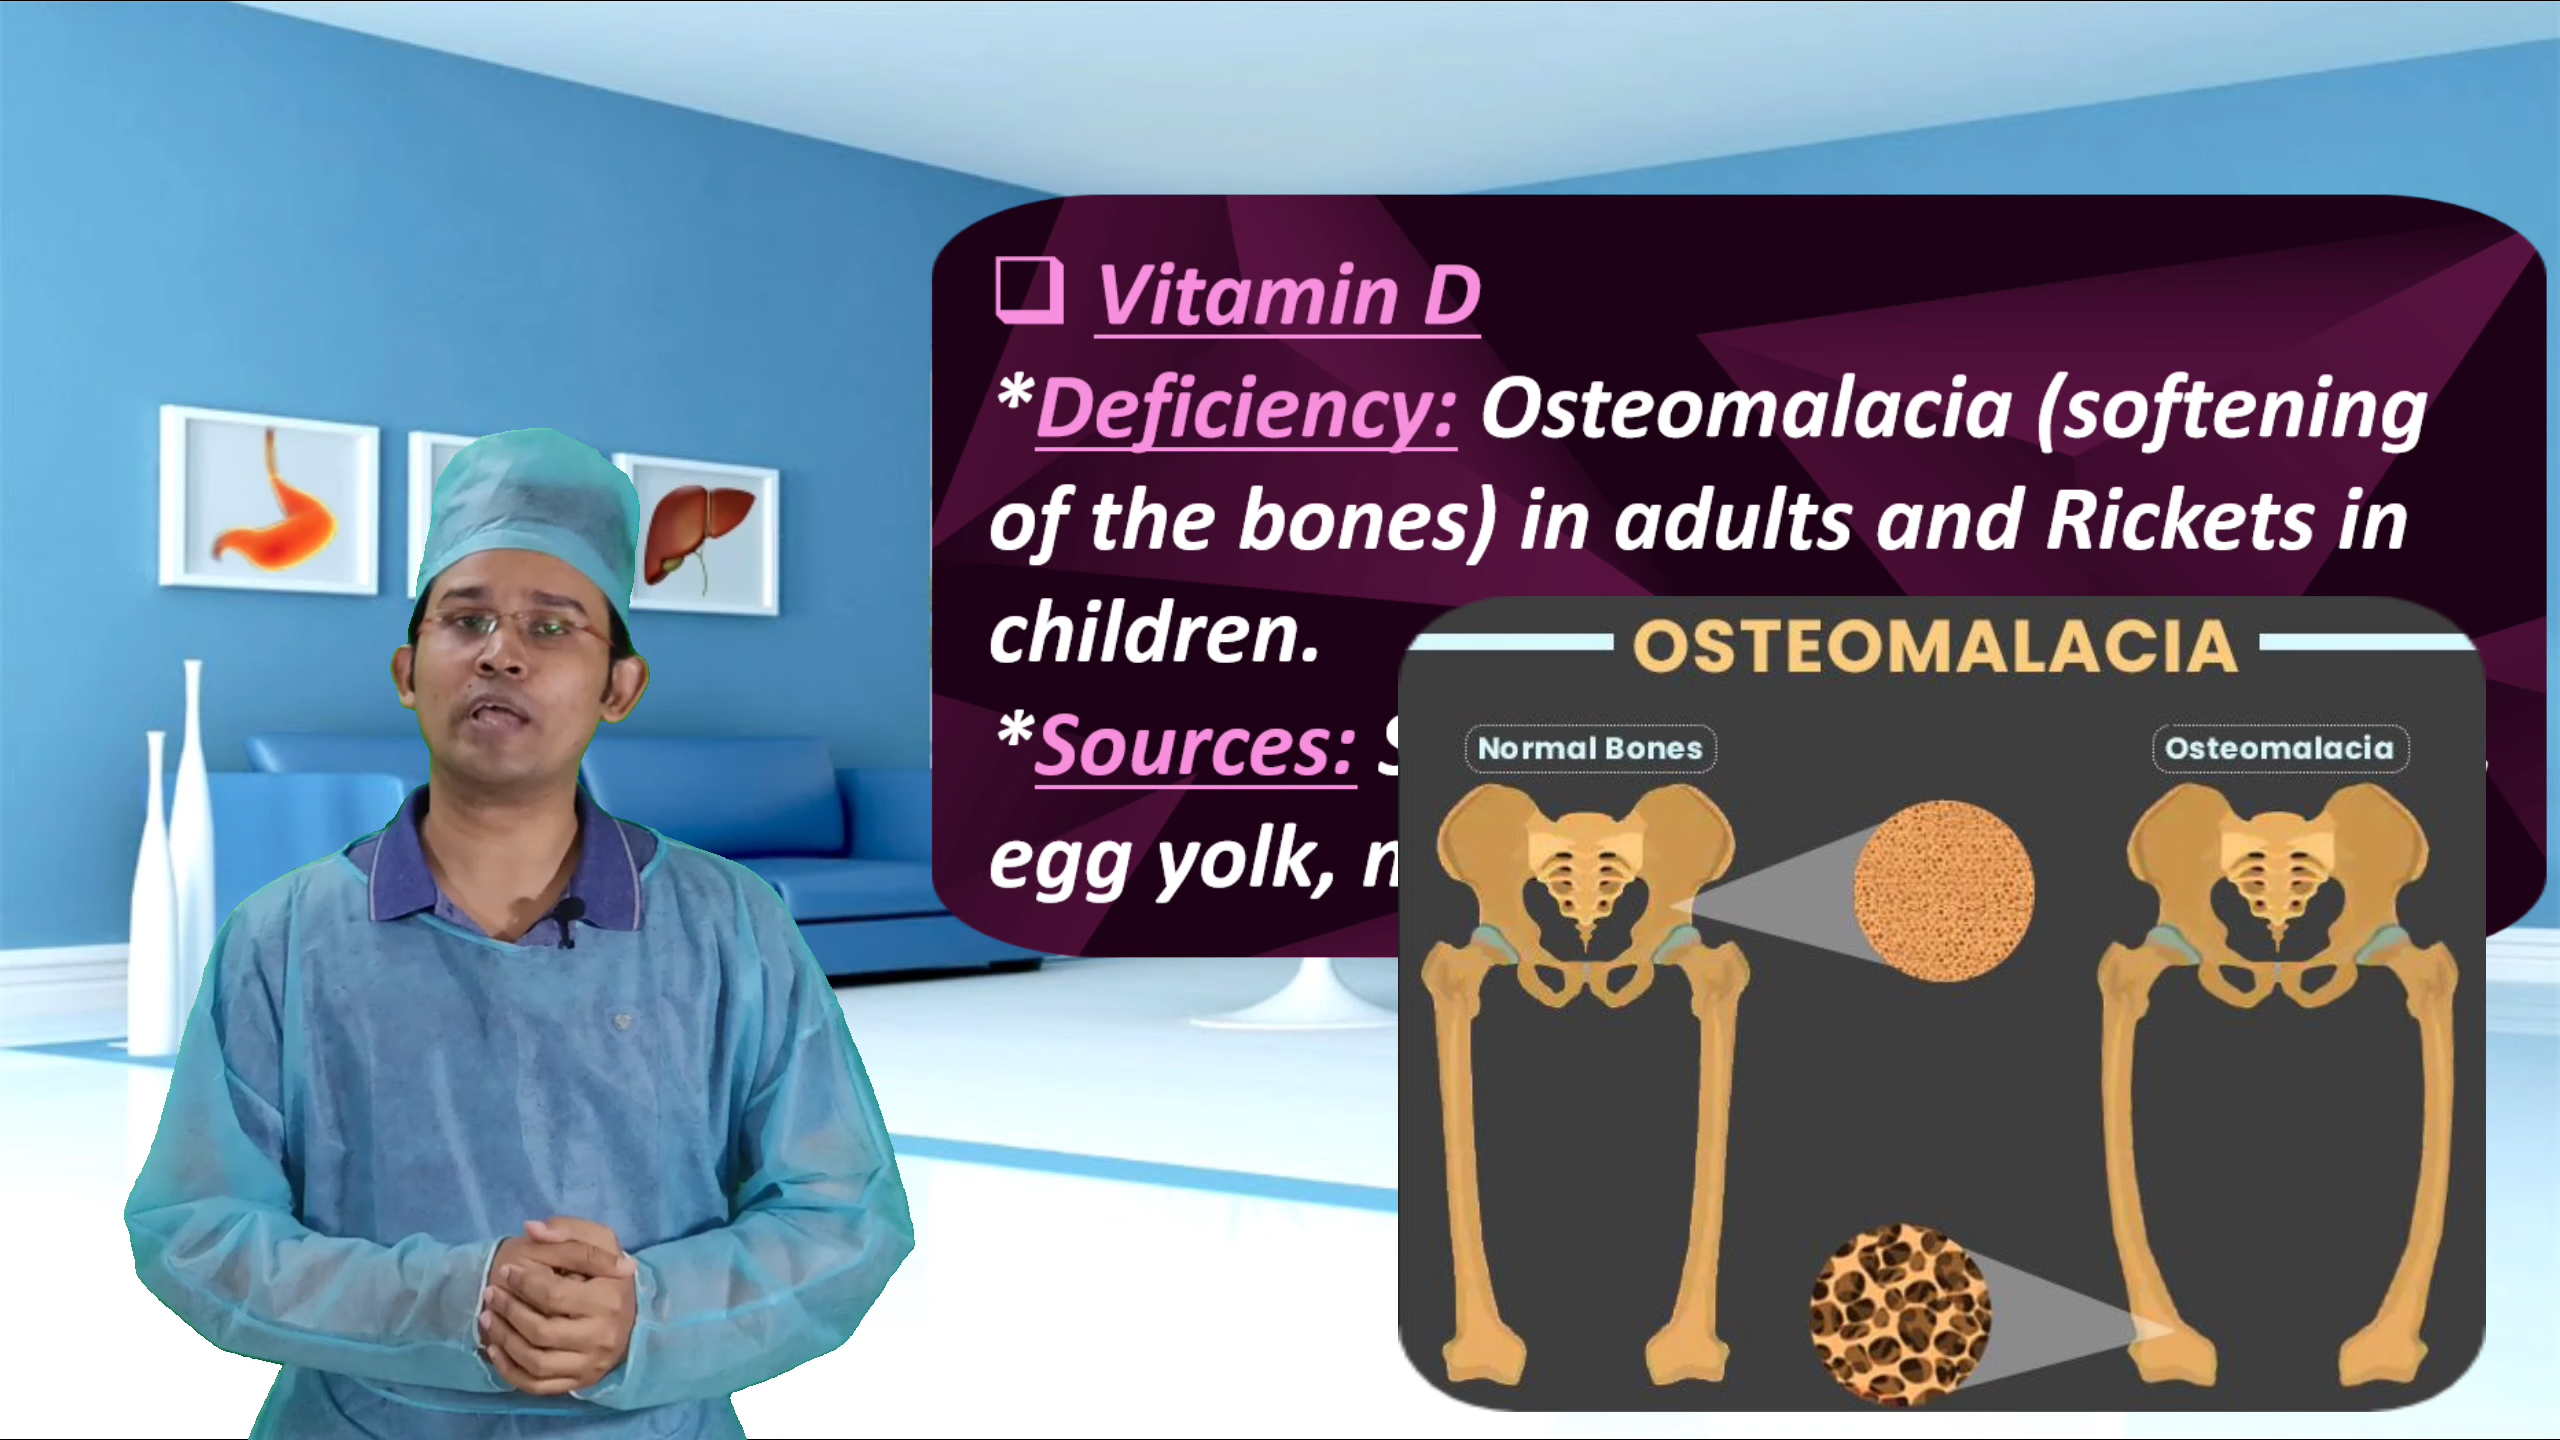 ❑ Vitamin D
*Deficiency: Osteomalacia (softening
of the bones) in adults and Rickets in
children.
*Sources:
egg yolk,
OSTEOMALACIA
Normal Bones
Osteomalacia